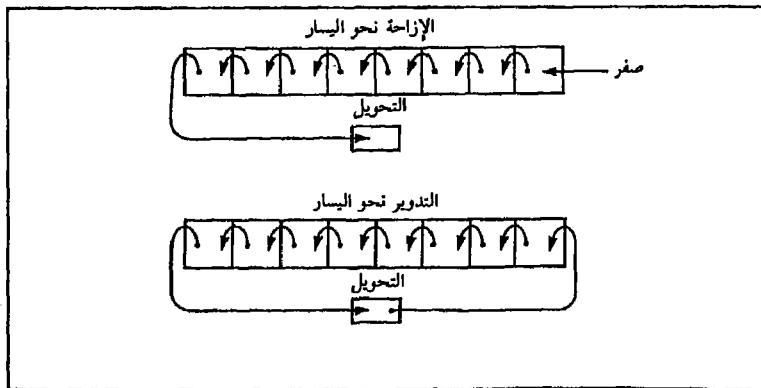 الإزاحة نحو اليسار
صفر
التحويل
التدوير نحو اليسار
التحويل